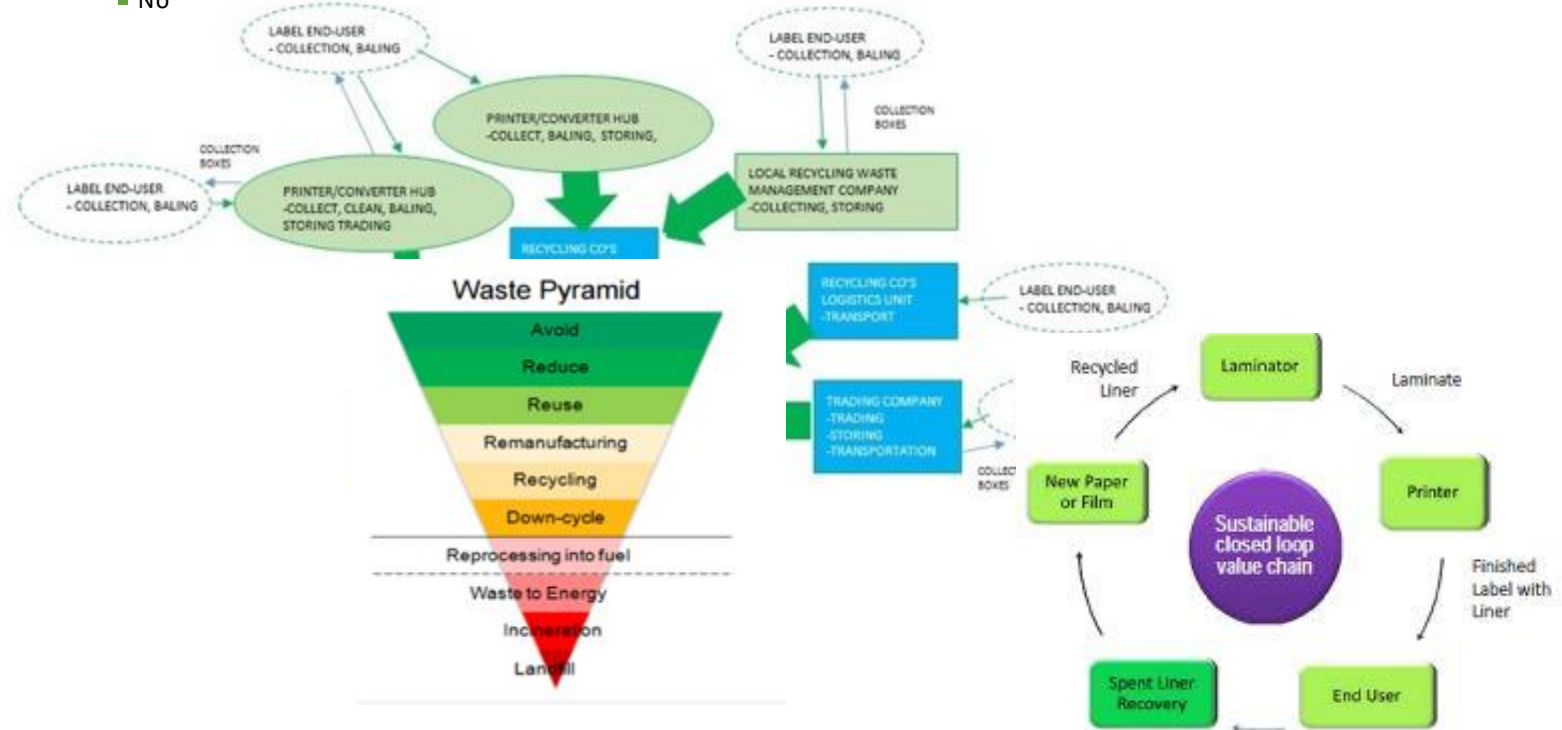 No
LABEL END-USER
- COLLECTION, BALING
LABEL END-USER
- COLLECTION, BALING
PRINTER/CONVERTER HUB
-COLLECT, BALING, STORING,
COLLECTION
BOXES
COLLECTION
BOXES
LABEL END-USER
- COLLECTION, BALING
PRINTER/CONVERTER HUB
-COLLECT, CLEAN, BALING,
STORING TRADING
LOCAL RECYCLING WASTE
MANAGEMENT COMPANY
-COLLECTING, STORING
RECYCLING CO'S
RECYCLING CO'S
LOGISTICS UNIT
-TRANSPORT
LABEL END-USER
- COLLECTION, BALING
TRADING COMPANY
-TRADING
-STORING
-TRANSPORTATION
BOXES
Waste Pyramid
Avoid
Reduce
Reuse
Remanufacturing
Recycling
Down-cycle
Reprocessing into fuel
Waste to Energy
Incineration
Landfill
Laminator
Laminate
Printer
Finished
Label with
Liner
End User
Spent Liner
Recovery
New Paper
or Film
Recycled
Liner
Sustainable
closed loop
value chain